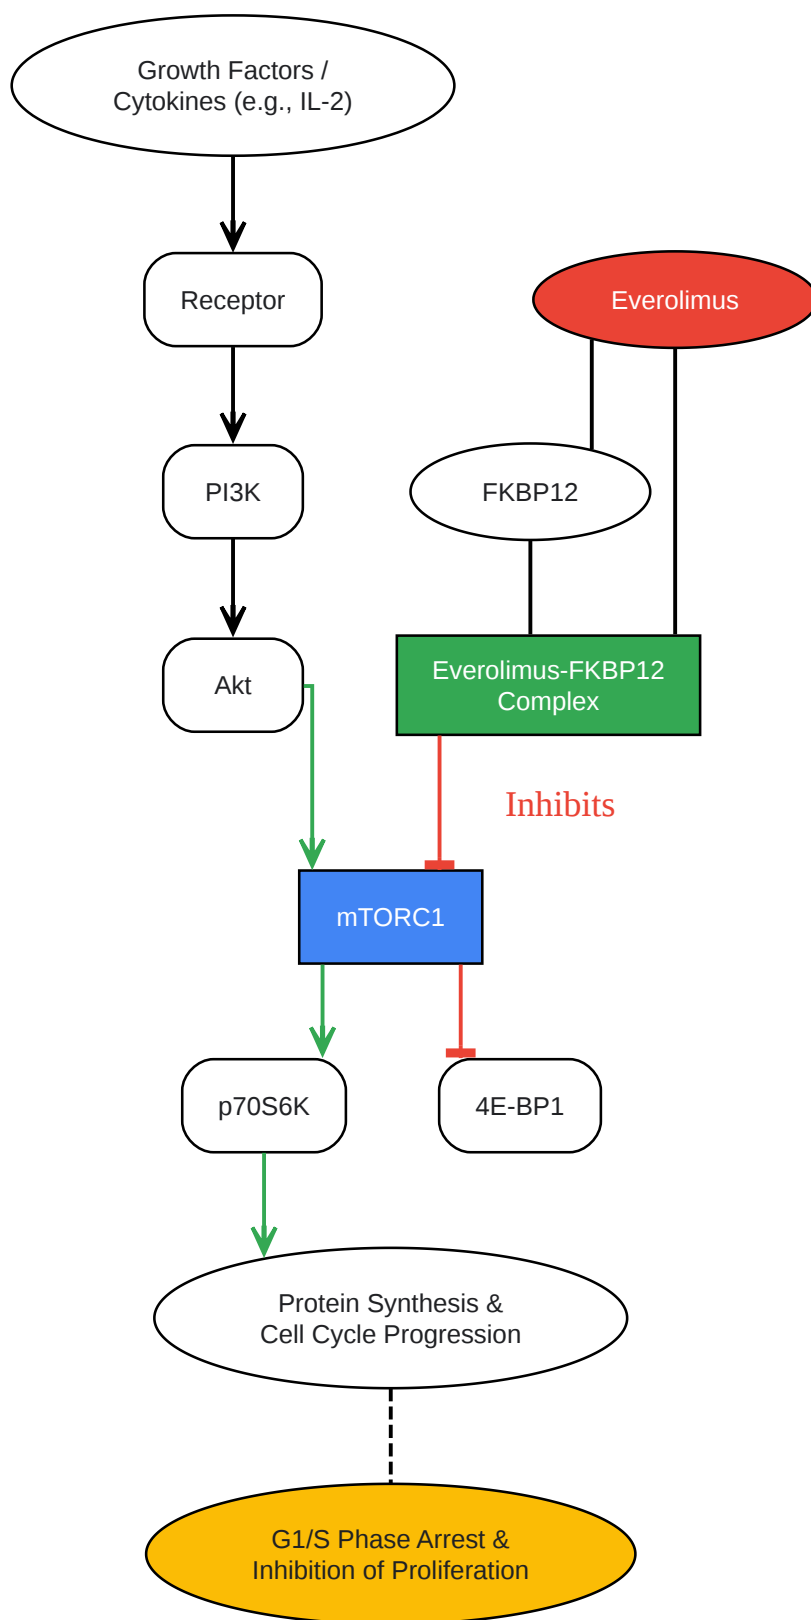 Growth Factors /
Cytokines (e.g., IL-2)
Receptor
Everolimus
PI3K
FKBP12
Akt
Everolimus-FKBP12
Complex
Inhibits
mTORC1
p70S6K
4E-BP1
Protein Synthesis &
Cell Cycle Progression
G1/S Phase Arrest &
Inhibition of Proliferation